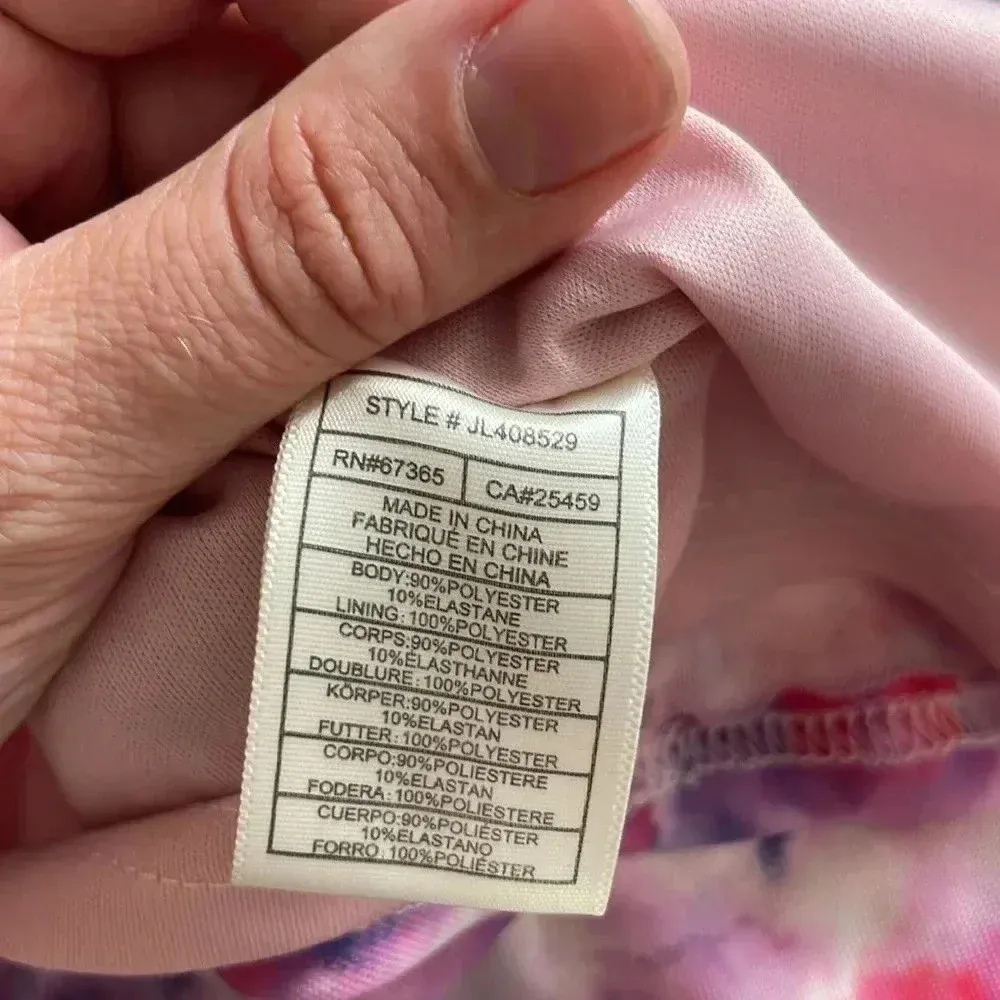 STYLE # JL408529
RN#67365 CA#25459
MADE IN CHINA
FABRIQUÉ EN CHINE
HECHO EN CHINA
BODY:90%POLYESTER
10%ELASTANE
LINING:100%POLYESTER
CORPS:90%POLYESTER
10%ÉLASTHANNE
DOUBLURE:100%POLYESTER
KÖRPER:90%POLYESTER
10%ELASTAN
FUTTER:100%POLYESTER
CORPO:90%POLIESTERE
10%ELASTAN
FODERA:100%POLIESTERE
CUERPO:90%POLIÉSTER
10%ELASTANO
FORRO:100%POLIÉSTER